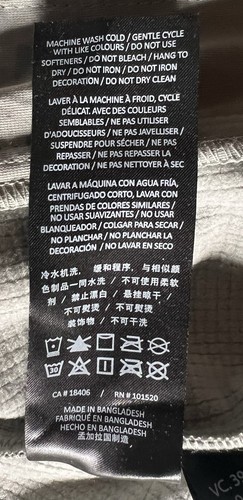 MACHINE WASH COLD / GENTLE CYCLE
WITH LIKE COLOURS / DO NOT USE
SOFTENERS / DO NOT BLEACH / HANG TO
DRY / DO NOT IRON / DO NOT IRON
DECORATION / DO NOT DRY CLEAN
LAVER À LA MACHINE À FROID, CYCLE
DÉLICAT. AVEC DES COULEURS
SEMBLABLES / NE PAS UTILISER
D'ADOUCISSEURS / NE PAS JAVELLISER /
SUSPENDRE POUR SÉCHER / NE PAS
REPASSER / NE PAS REPASSER LA
DECORATION / NE PAS NETTOYER À SEC
LAVAR A MÁQUINA CON AGUA FRÍA,
CENTRIFUGADO CORTO, LAVAR CON
PRENDAS DE COLORES SIMILARES /
NO USAR SUAVIZANTES / NO USAR
BLANQUEADOR / COLGAR PARA SECAR /
NO PLANCHAR / NO PLANCHAR LA
DECORACIÓN / NO LAVAR EN SECO
冷水机洗, 缓和程序, 与相似颜
色制品一同水洗 / 不可使用柔软
剂 / 禁止漂白 / 悬挂晾干 /
不可熨烫 / 不可熨烫
装饰物 / 不可干洗
30
CA # 18406 / RN # 101520
MADE IN BANGLADESH
FABRIQUÉ EN BANGLADESH
HECHO EN BANGLADESH
孟加拉国制造